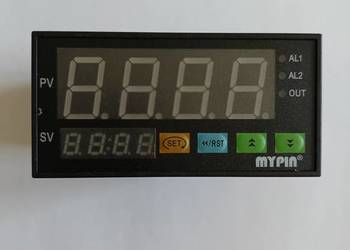 PV
AL1
AL2
OUT
SV
SET
<</RST
MYPIN®